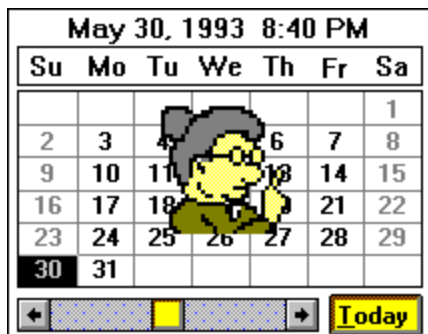 May 30, 1993 8:40 PM
Su Mo Tu We Th Fr Sa
1
2 3 4 6 7 8
9 10 11 13 14 15
16 17 18 21 22
23 24 25 26 27 28 29
30 31
Today